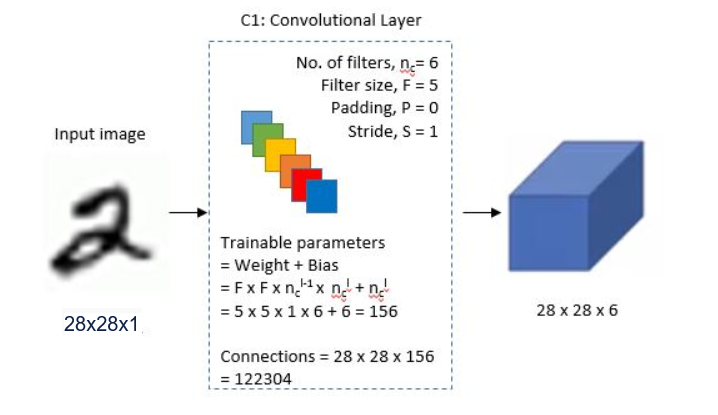 C1: Convolutional Layer
No. of filters, nc= 6
Filter size, F = 5
Padding, P = 0
Stride, S = 1
Input image
28x28x1
Trainable parameters
= Weight + Bias
= F x F x nc^l-1 x nc^l + nc^l
= 5 x 5 x 1 x 6 + 6 = 156
Connections = 28 x 28 x 156
= 122304
28 x 28 x 6